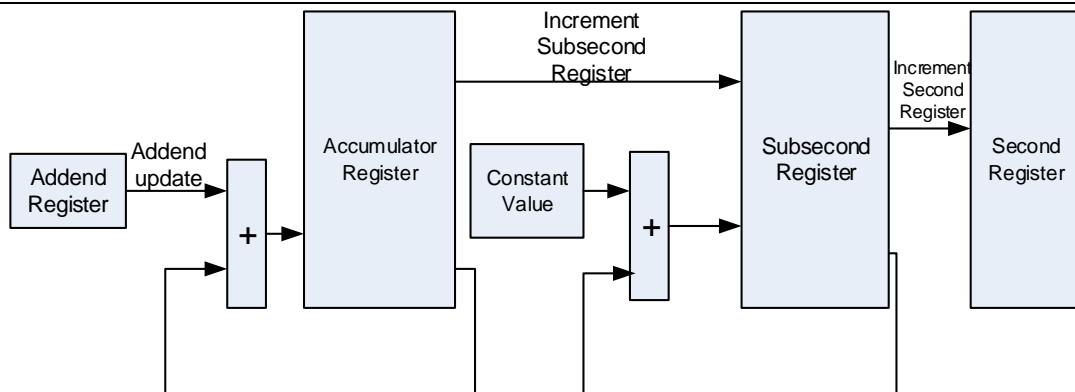 Increment
Subsecond
Register
Increment
Second
Register
Accumulator
Register
Subsecond
Register
Second
Register
Addend
update
Addend
Register
Constant
Value
+
+